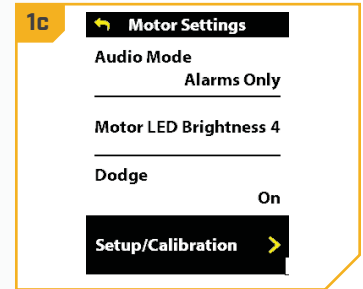 1c
Motor Settings
Audio Mode
Alarms Only
Motor LED Brightness 4
Dodge
On
Setup/Calibration